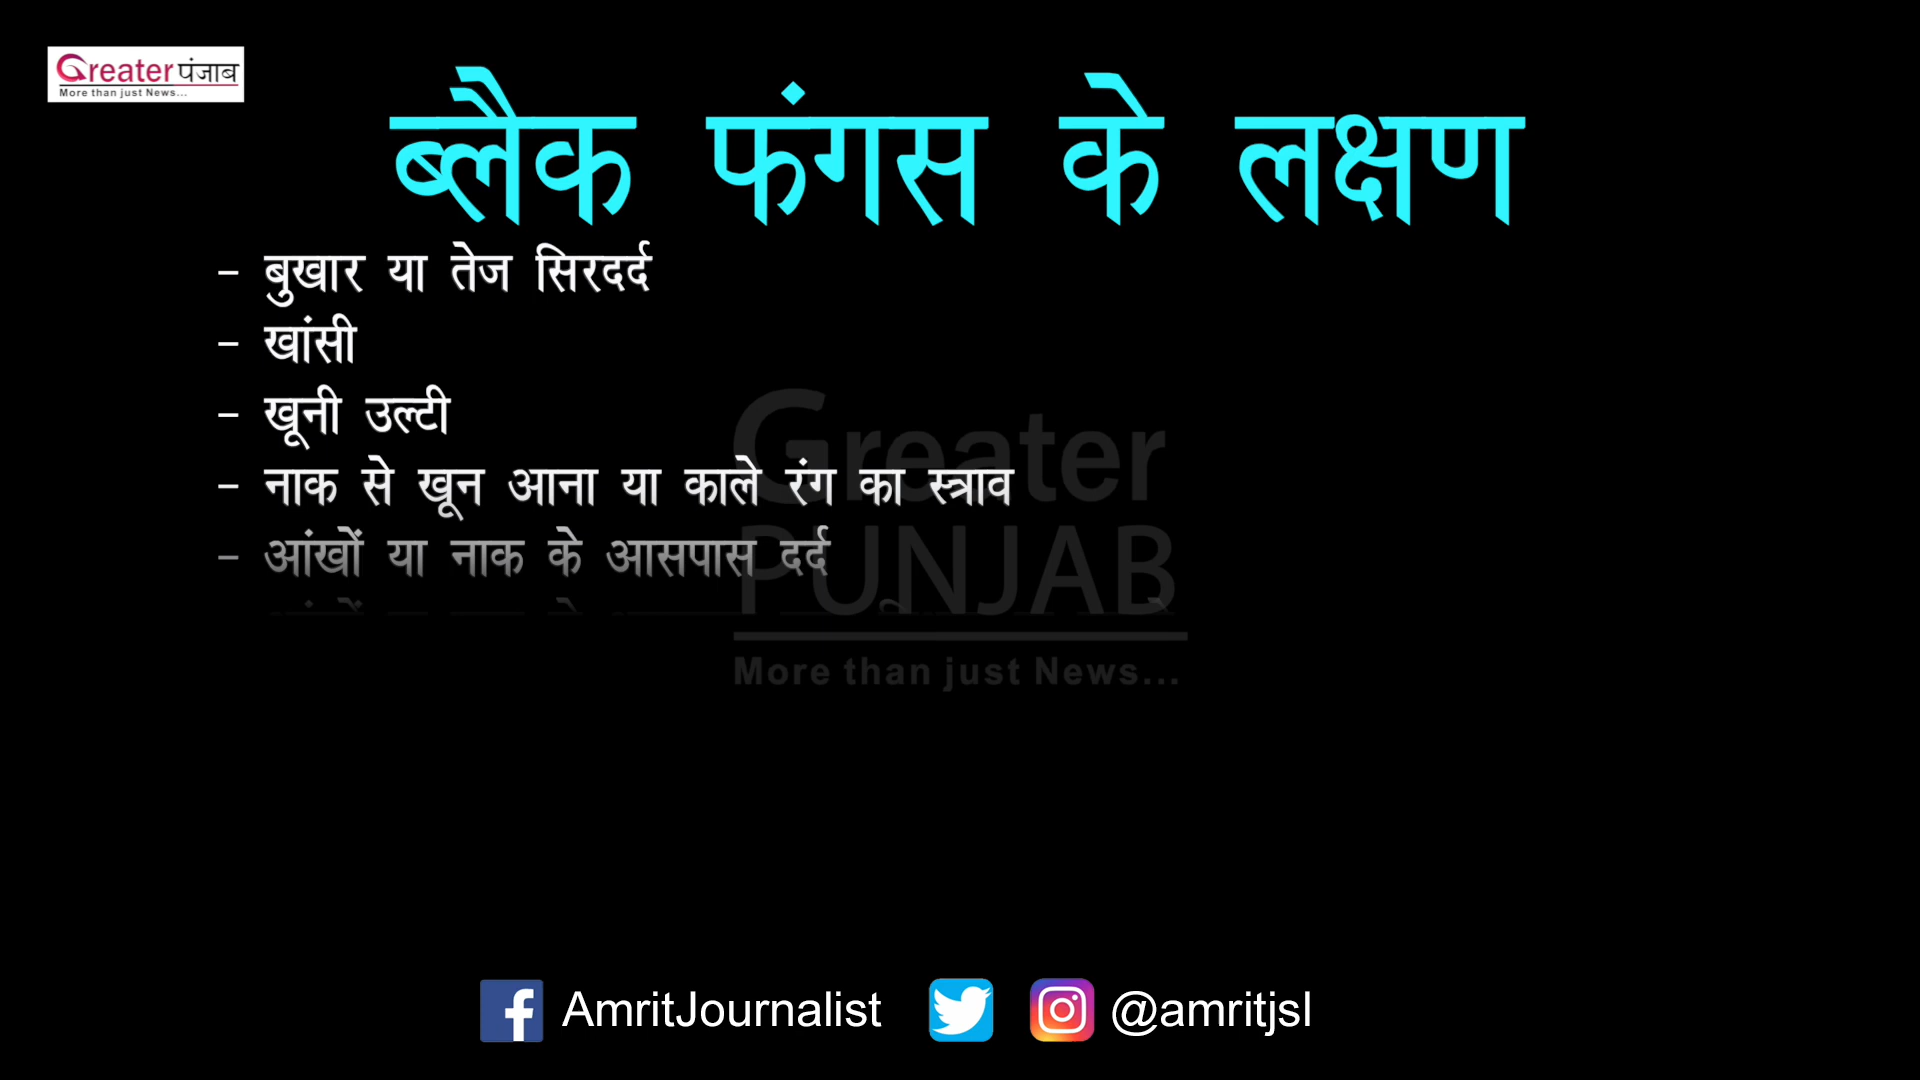 Greater पंजाब
More than just News...
ब्लैक फंगस के लक्षण
- बुखार या तेज सिरदर्द
- खांसी
- खूनी उल्टी
- नाक से खून आना या काले रंग का स्त्राव
- आंखों या नाक के आसपास दर्द
Greater
PUNJAB
More than just News...
AmritJournalist
@amritjsl